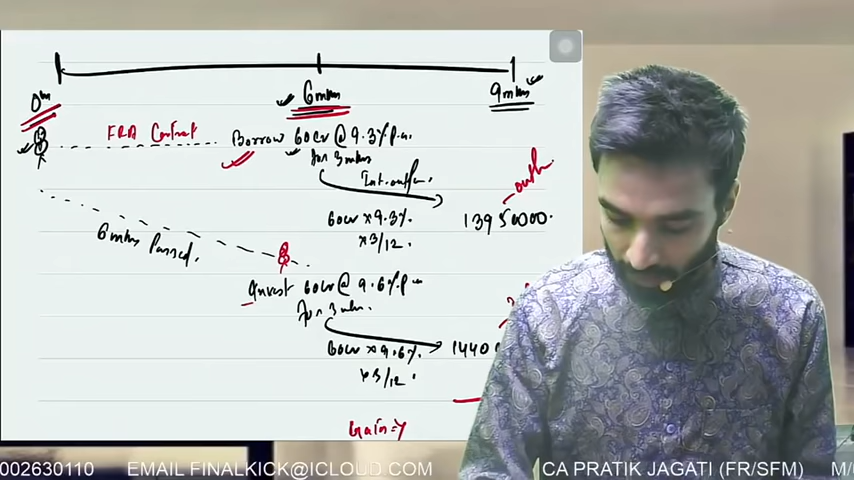 0m 6mths 9mths
FRA Contract Borrow 60cr @ 9.3% p.a.
for 3mths
Int. outflow. outfl
60cr x 9.3% 13950000.
x 3/12.
6mths Passed.
Invest 60cr @ 9.6% p
for 3mths.
60cr x 9.6% 1440
x 3/12.
Gain =>
002630110 EMAIL FINALKICK@ICLOUD.COM CA PRATIK JAGATI (FR/SFM) M/